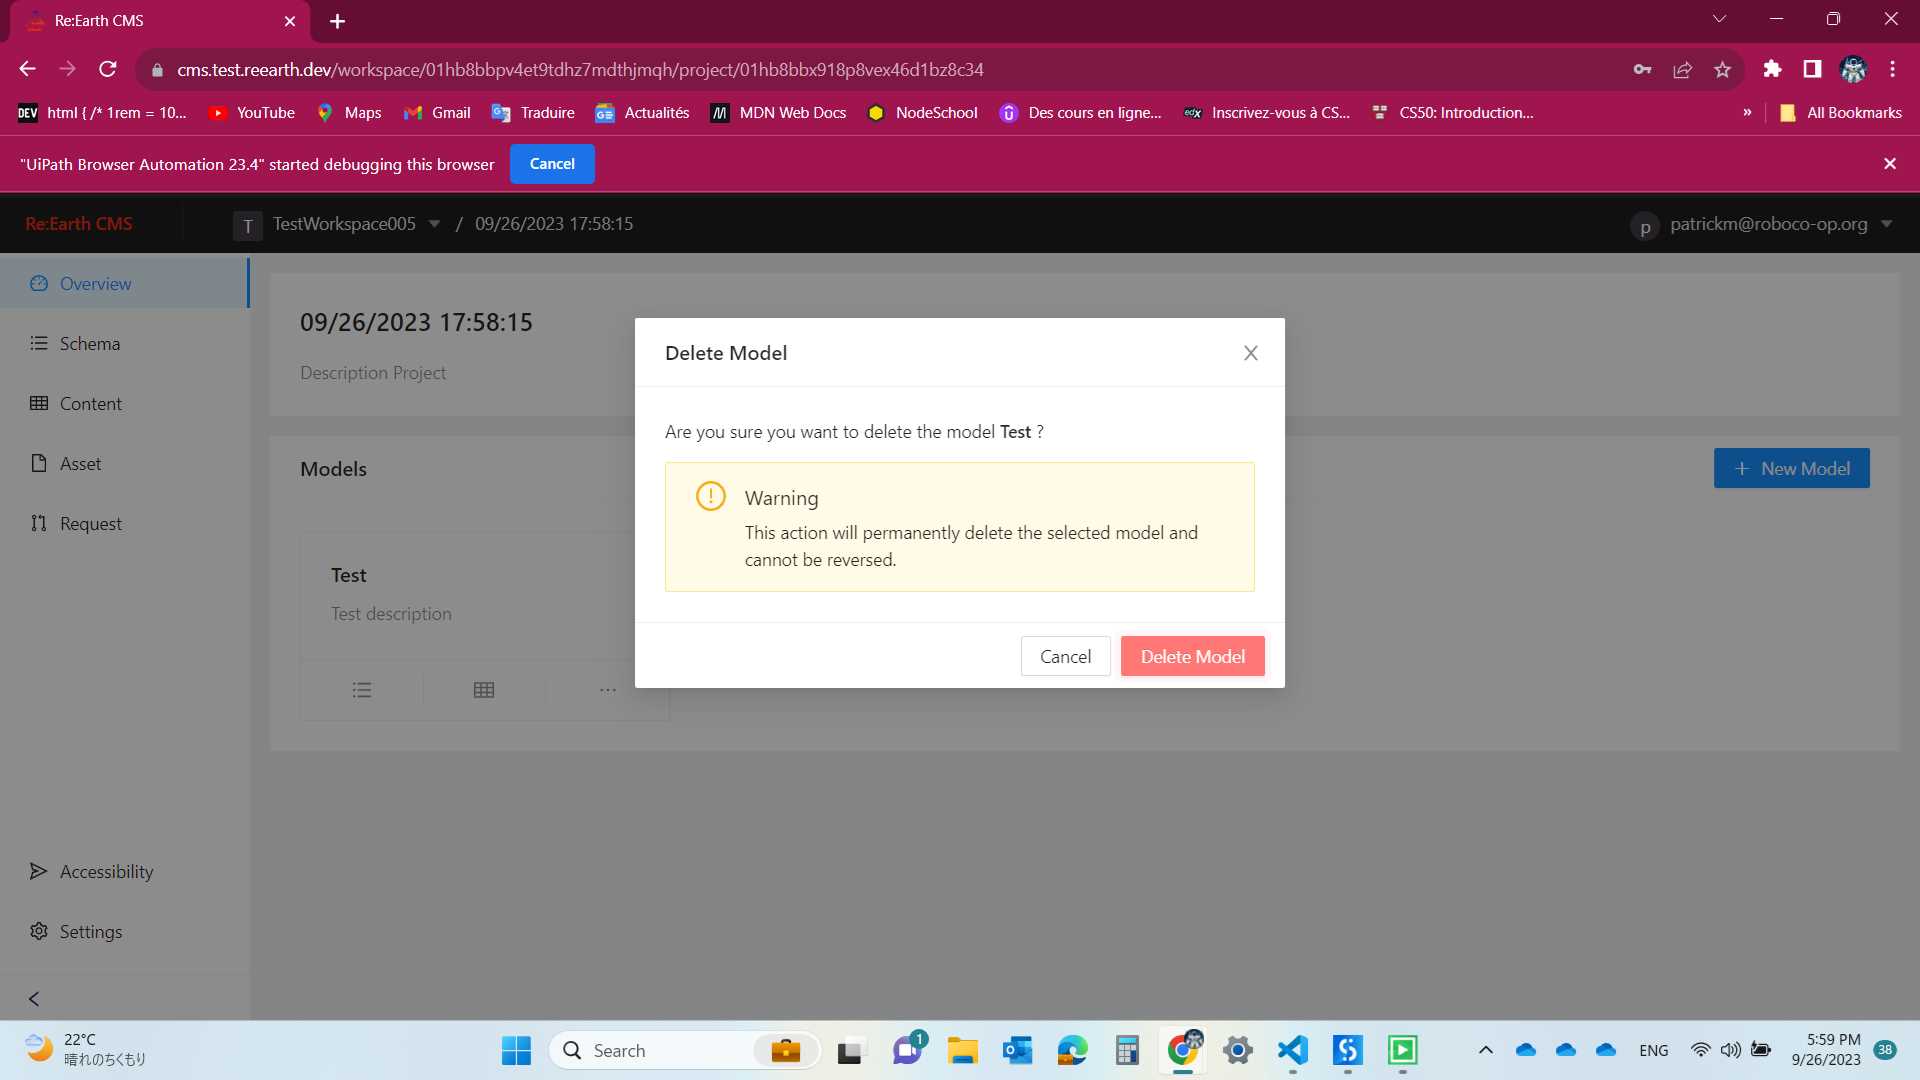 Re:Earth CMS
cms.test.reearth.dev/workspace/01hb8bbpv4et9tdhz7mdthjmqh/project/01hb8bbx918p8vex46d1bz8c34
DEV html { /* 1rem = 10... YouTube Maps Gmail Traduire Actualités MDN Web Docs NodeSchool Des cours en ligne... edX Inscrivez-vous à CS... CS50: Introduction... » All Bookmarks
"UiPath Browser Automation 23.4" started debugging this browser Cancel
Re:Earth CMS T TestWorkspace005 / 09/26/2023 17:58:15 p patrickm@roboco-op.org
Overview
Schema
Content
Asset
Request
Accessibility
Settings
09/26/2023 17:58:15
Description Project
Models
New Model
Test
Test description
Delete Model
Are you sure you want to delete the model Test ?
Warning
This action will permanently delete the selected model and
cannot be reversed.
Cancel Delete Model
22°C
晴れのちくもり
Search
1
ENG
5:59 PM
9/26/2023
38